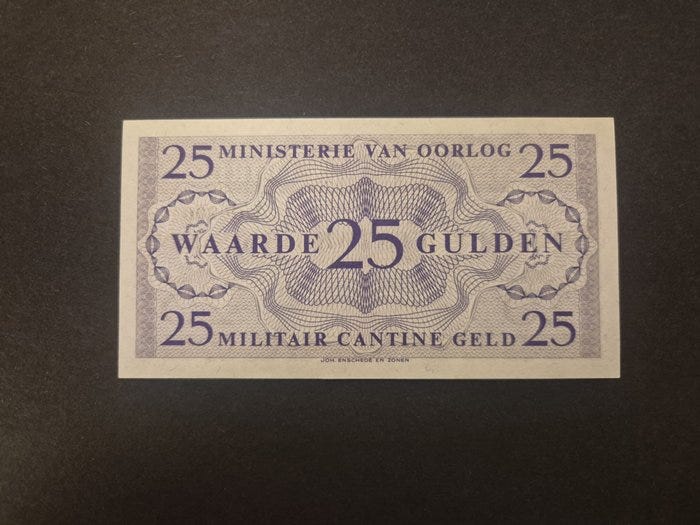 25 MINISTERIE VAN OORLOG 25
WAARDE 25 GULDEN
25 MILITAIR CANTINE GELD 25
JOH. ENSCHEDÉ EN ZONEN